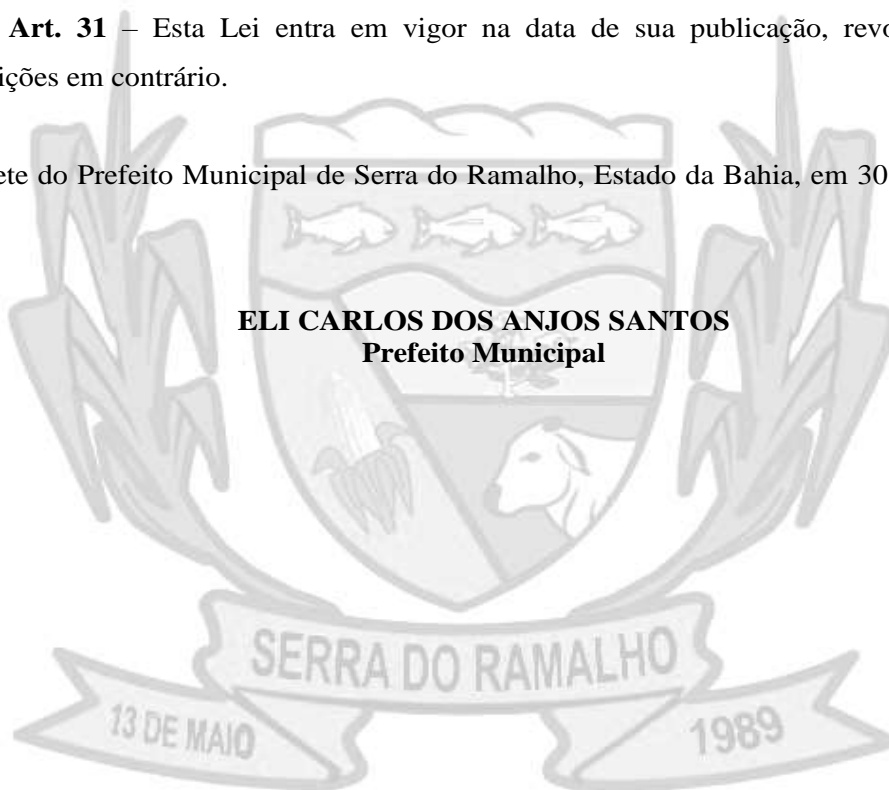 Art. 31 – Esta Lei entra em vigor na data de sua publicação, revo
ições em contrário.
ete do Prefeito Municipal de Serra do Ramalho, Estado da Bahia, em 30
ELI CARLOS DOS ANJOS SANTOS
Prefeito Municipal
SERRA DO RAMALHO
13 DE MAIO
1989